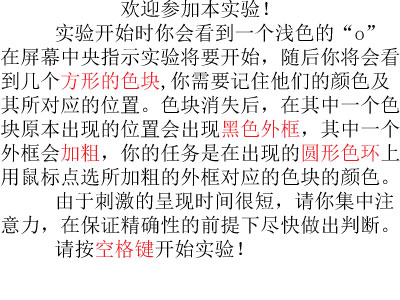 欢迎参加本实验！
实验开始时你会看到一个浅色的“o”
在屏幕中央指示实验将要开始，随后你将会看
到几个方形的色块,你需要记住他们的颜色及
其所对应的位置。色块消失后，在其中一个色
块原本出现的位置会出现黑色外框，其中一个
外框会加粗，你的任务是在出现的圆形色环上
用鼠标点选所加粗的外框对应的色块的颜色。
由于刺激的呈现时间很短，请你集中注
意力，在保证精确性的前提下尽快做出判断。
请按空格键开始实验！